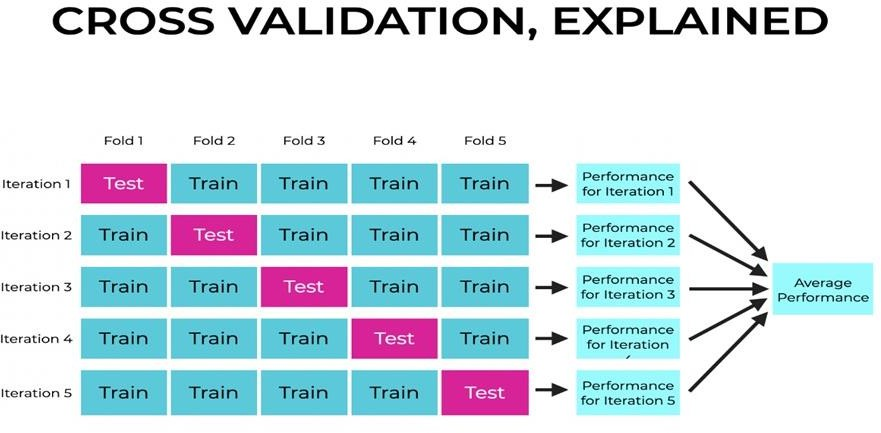 CROSS VALIDATION, EXPLAINED
Fold 1 Fold 2 Fold 3 Fold 4 Fold 5
Iteration 1 Test Train Train Train Train Performance
for Iteration 1
Iteration 2 Train Test Train Train Train Performance
for Iteration 2
Iteration 3 Train Train Test Train Train Performance
for Iteration 3
Average
Performance
Iteration 4 Train Train Train Test Train Performance
for Iteration
Iteration 5 Train Train Train Train Test Performance
for Iteration 5